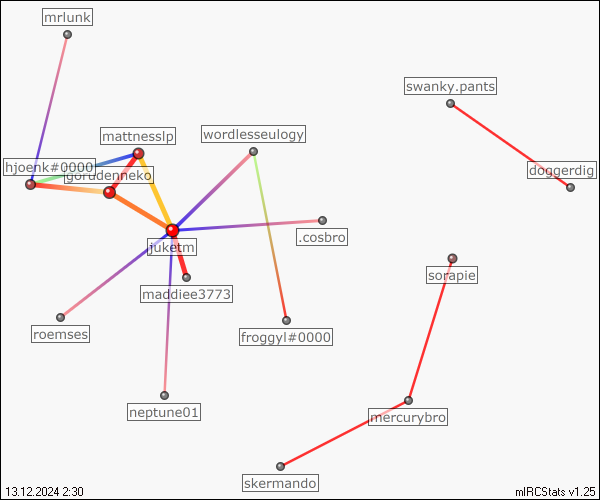 mrlunk
swanky.pants
mattnesslp
wordlesseulogy
hjoenk#0000
gorudenneko
doggerdig
.cosbro
juketm
sorapie
maddiee3773
roemses
froggyl#0000
neptune01
mercurybro
skermando
13.12.2024 2:30
mIRCStats v1.25